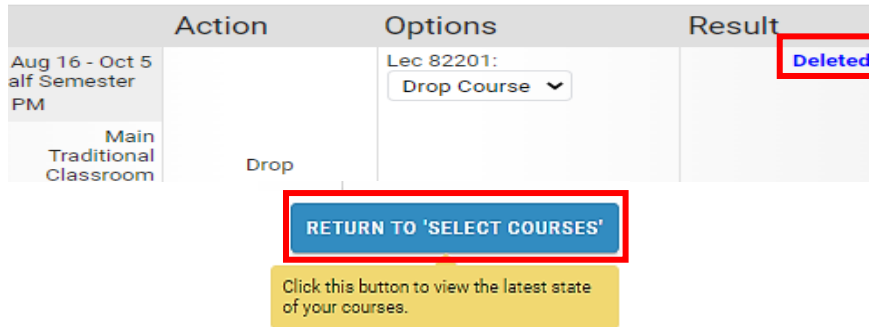 Action Options Result
Aug 16 - Oct 5
alf Semester
PM
Lec 82201:
Drop Course
Deleted
Main
Traditional
Classroom
Drop
RETURN TO 'SELECT COURSES'
Click this button to view the latest state
of your courses.